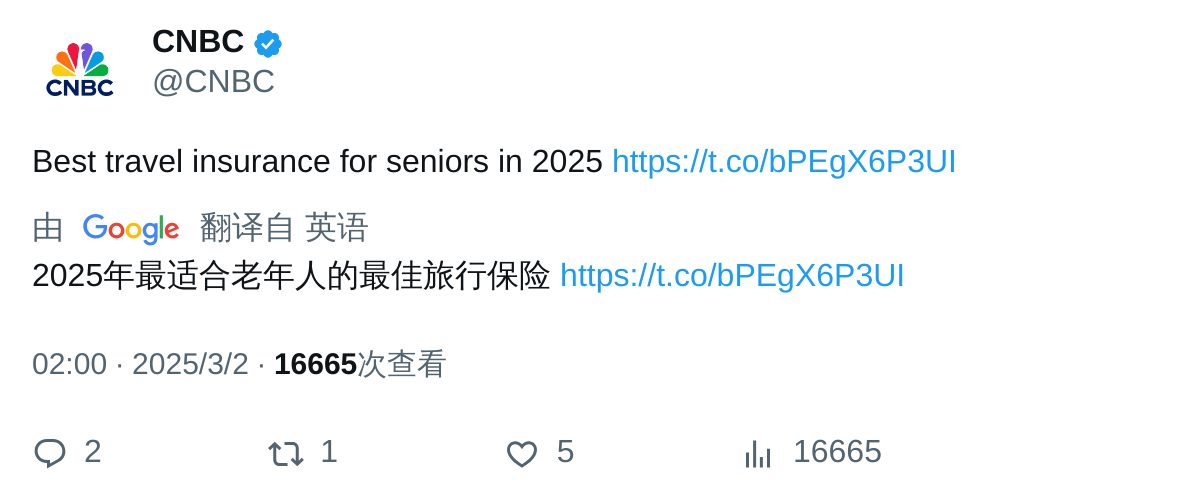 CNBC
CNBC
@CNBC
Best travel insurance for seniors in 2025 https://t.co/bPEgX6P3UI
由 Google 翻译自 英语
2025年最适合老年人的最佳旅行保险 https://t.co/bPEgX6P3UI
02:00 · 2025/3/2 · 16665次查看
2 1 5 16665